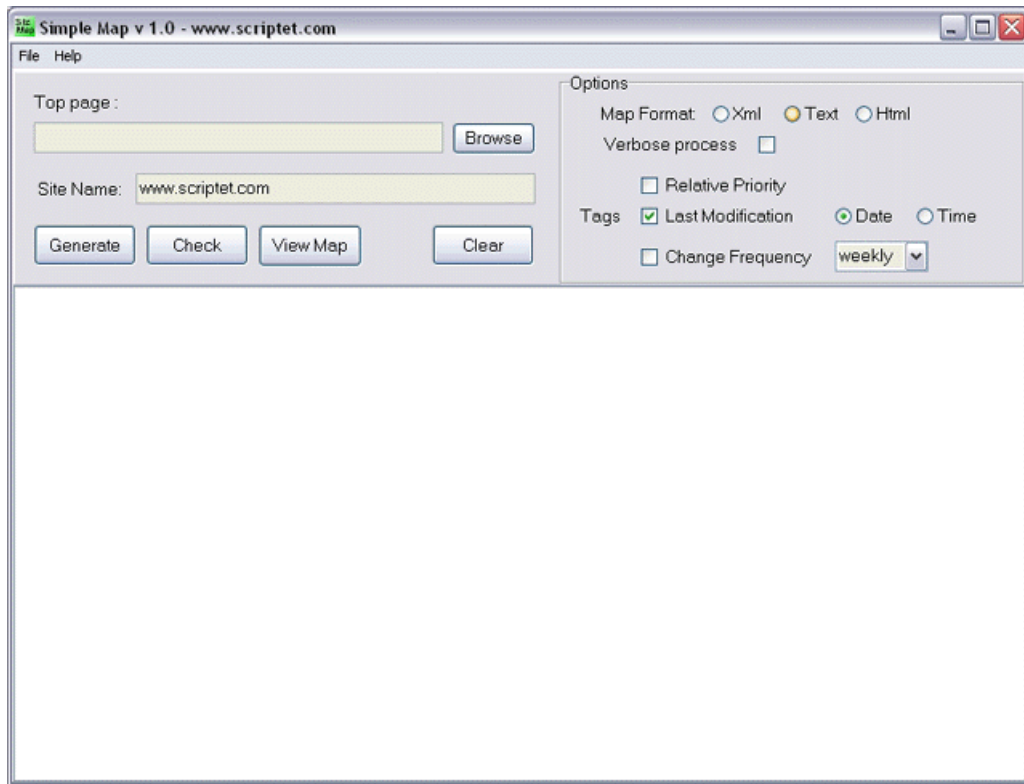 Site Map
Simple Map v 1.0 - www.scriptet.com
File Help
Top page :
Browse
Site Name: www.scriptet.com
Generate Check View Map Clear
Options
Map Format: Xml Text Html
Verbose process
Relative Priority
Tags Last Modification Date Time
Change Frequency weekly